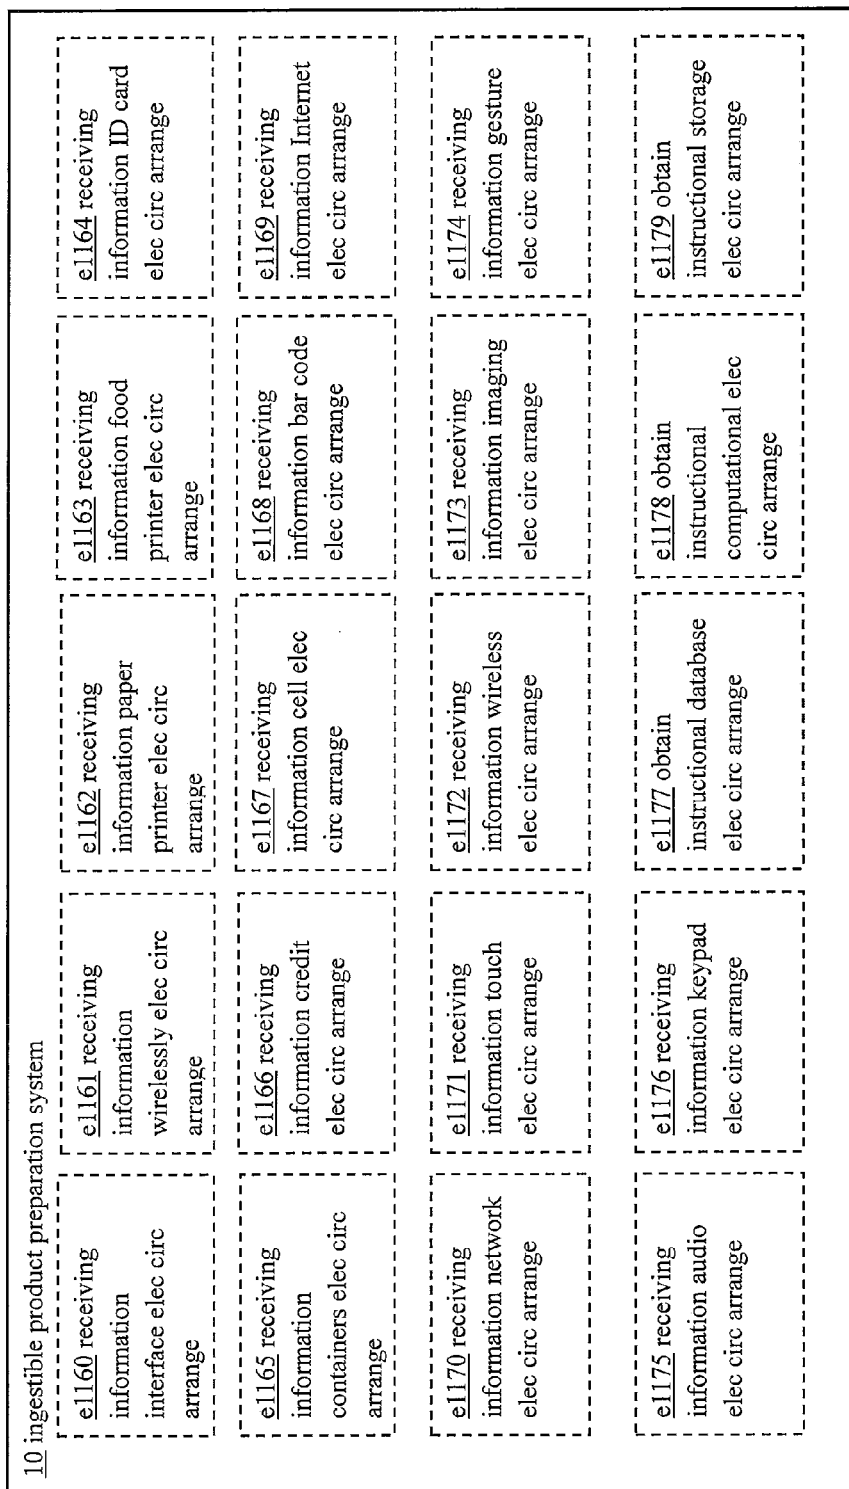 10 ingestible product preparation system
e1160 receiving
information
interface elec circ
arrange
e1161 receiving
information
wirelessly elec circ
arrange
e1162 receiving
information paper
printer elec circ
arrange
e1163 receiving
information food
printer elec circ
arrange
e1164 receiving
information ID card
elec circ arrange
e1165 receiving
information
containers elec circ
arrange
e1166 receiving
information credit
elec circ arrange
e1167 receiving
information cell elec
circ arrange
e1168 receiving
information bar code
elec circ arrange
e1169 receiving
information Internet
elec circ arrange
e1170 receiving
information network
elec circ arrange
e1171 receiving
information touch
elec circ arrange
e1172 receiving
information wireless
elec circ arrange
e1173 receiving
information imaging
elec circ arrange
e1174 receiving
information gesture
elec circ arrange
e1175 receiving
information audio
elec circ arrange
e1176 receiving
information keypad
elec circ arrange
e1177 obtain
instructional database
elec circ arrange
e1178 obtain
instructional
computational elec
circ arrange
e1179 obtain
instructional storage
elec circ arrange